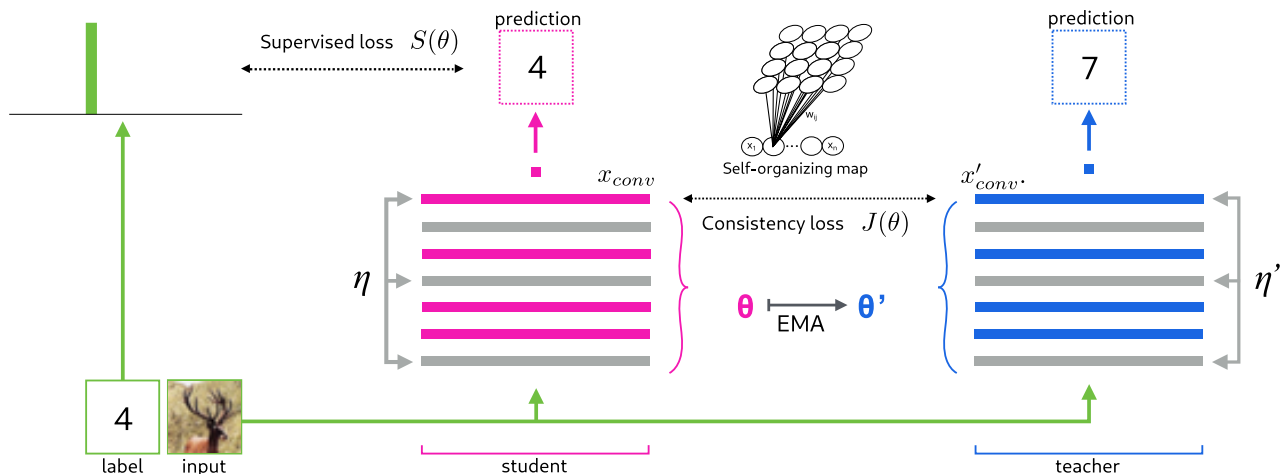 prediction
prediction
Supervised loss S(θ)
4
7
w_ij
x_1 ... x_n
Self-organizing map
x_conv
x'_conv.
Consistency loss J(θ)
η
η'
θ
θ'
EMA
4
label
input
student
teacher